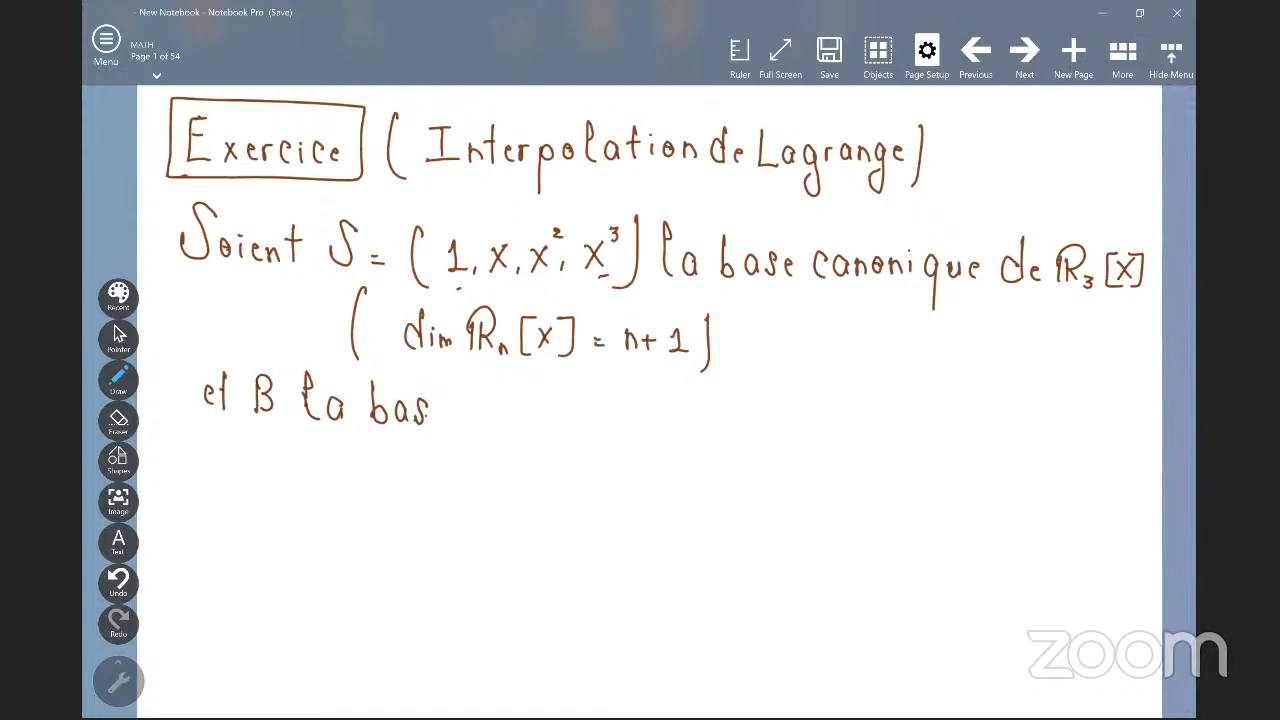 - New Notebook - Notebook Pro (Save)
Menu
MATH
Page 1 of 54
Ruler
Full Screen
Save
Objects
Page Setup
Previous
Next
New Page
More
Hide Menu
Exercice (Interpolation de Lagrange)
Soient S = (1, X, X², X³) la base canonique de ℝ₃[X]
(dim ℝₙ[X] = n+1)
et B la bas
Recent
Pointer
Draw
Eraser
Shapes
Image
Text
Undo
Redo
zoom